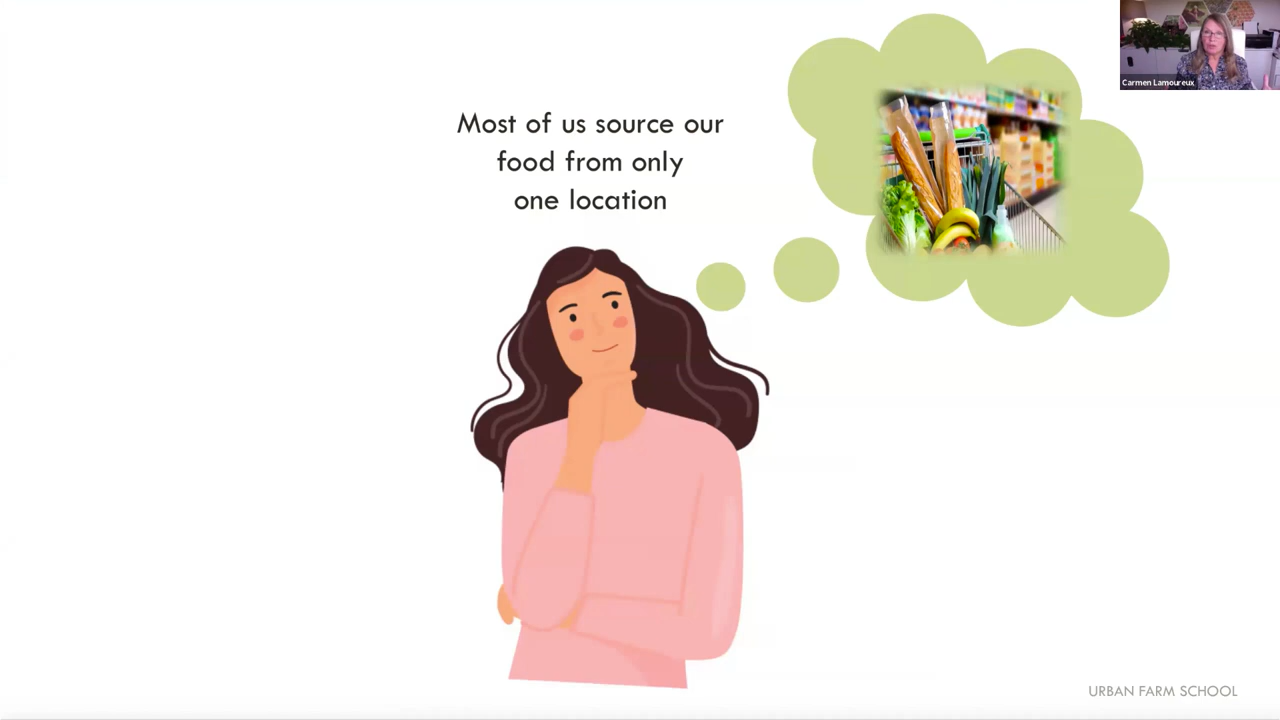 Most of us source our
food from only
one location
Carmen Lamoureux
URBAN FARM SCHOOL